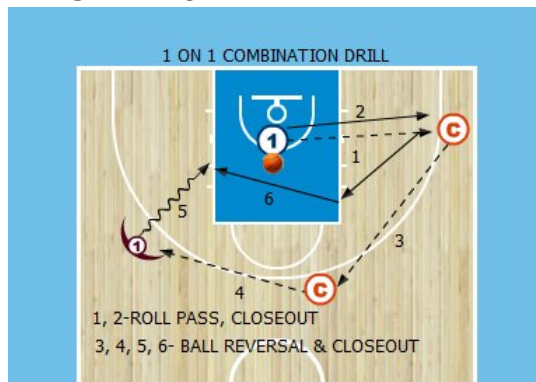 1 ON 1 COMBINATION DRILL
2
C
1
1
6
5
3
1
4
C
1, 2-ROLL PASS, CLOSEOUT
3, 4, 5, 6- BALL REVERSAL & CLOSEOUT